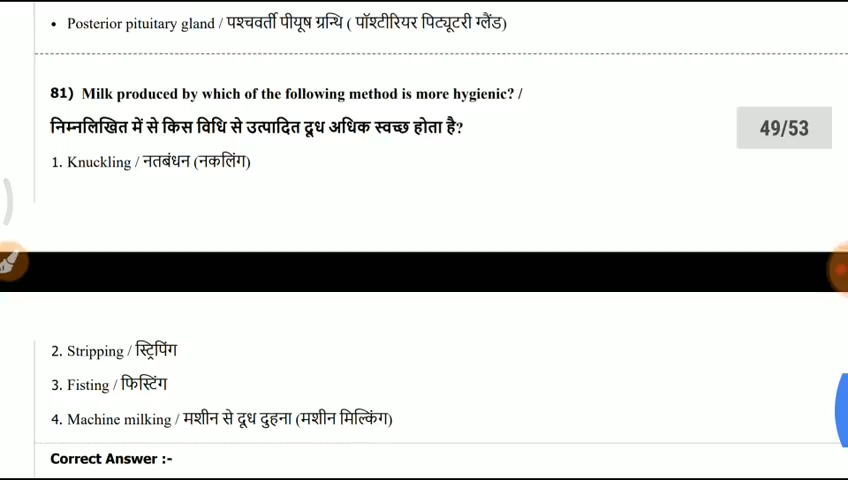 • Posterior pituitary gland / पश्चवर्ती पीयूष ग्रन्थि ( पॉश्टीरियर पिट्यूटरी ग्लैंड)
81) Milk produced by which of the following method is more hygienic? /
निम्नलिखित में से किस विधि से उत्पादित दूध अधिक स्वच्छ होता है?
49/53
1. Knuckling / नतबंधन (नकलिंग)
2. Stripping / स्ट्रिपिंग
3. Fisting / फिस्टिंग
4. Machine milking / मशीन से दूध दुहना (मशीन मिल्किंग)
Correct Answer :-